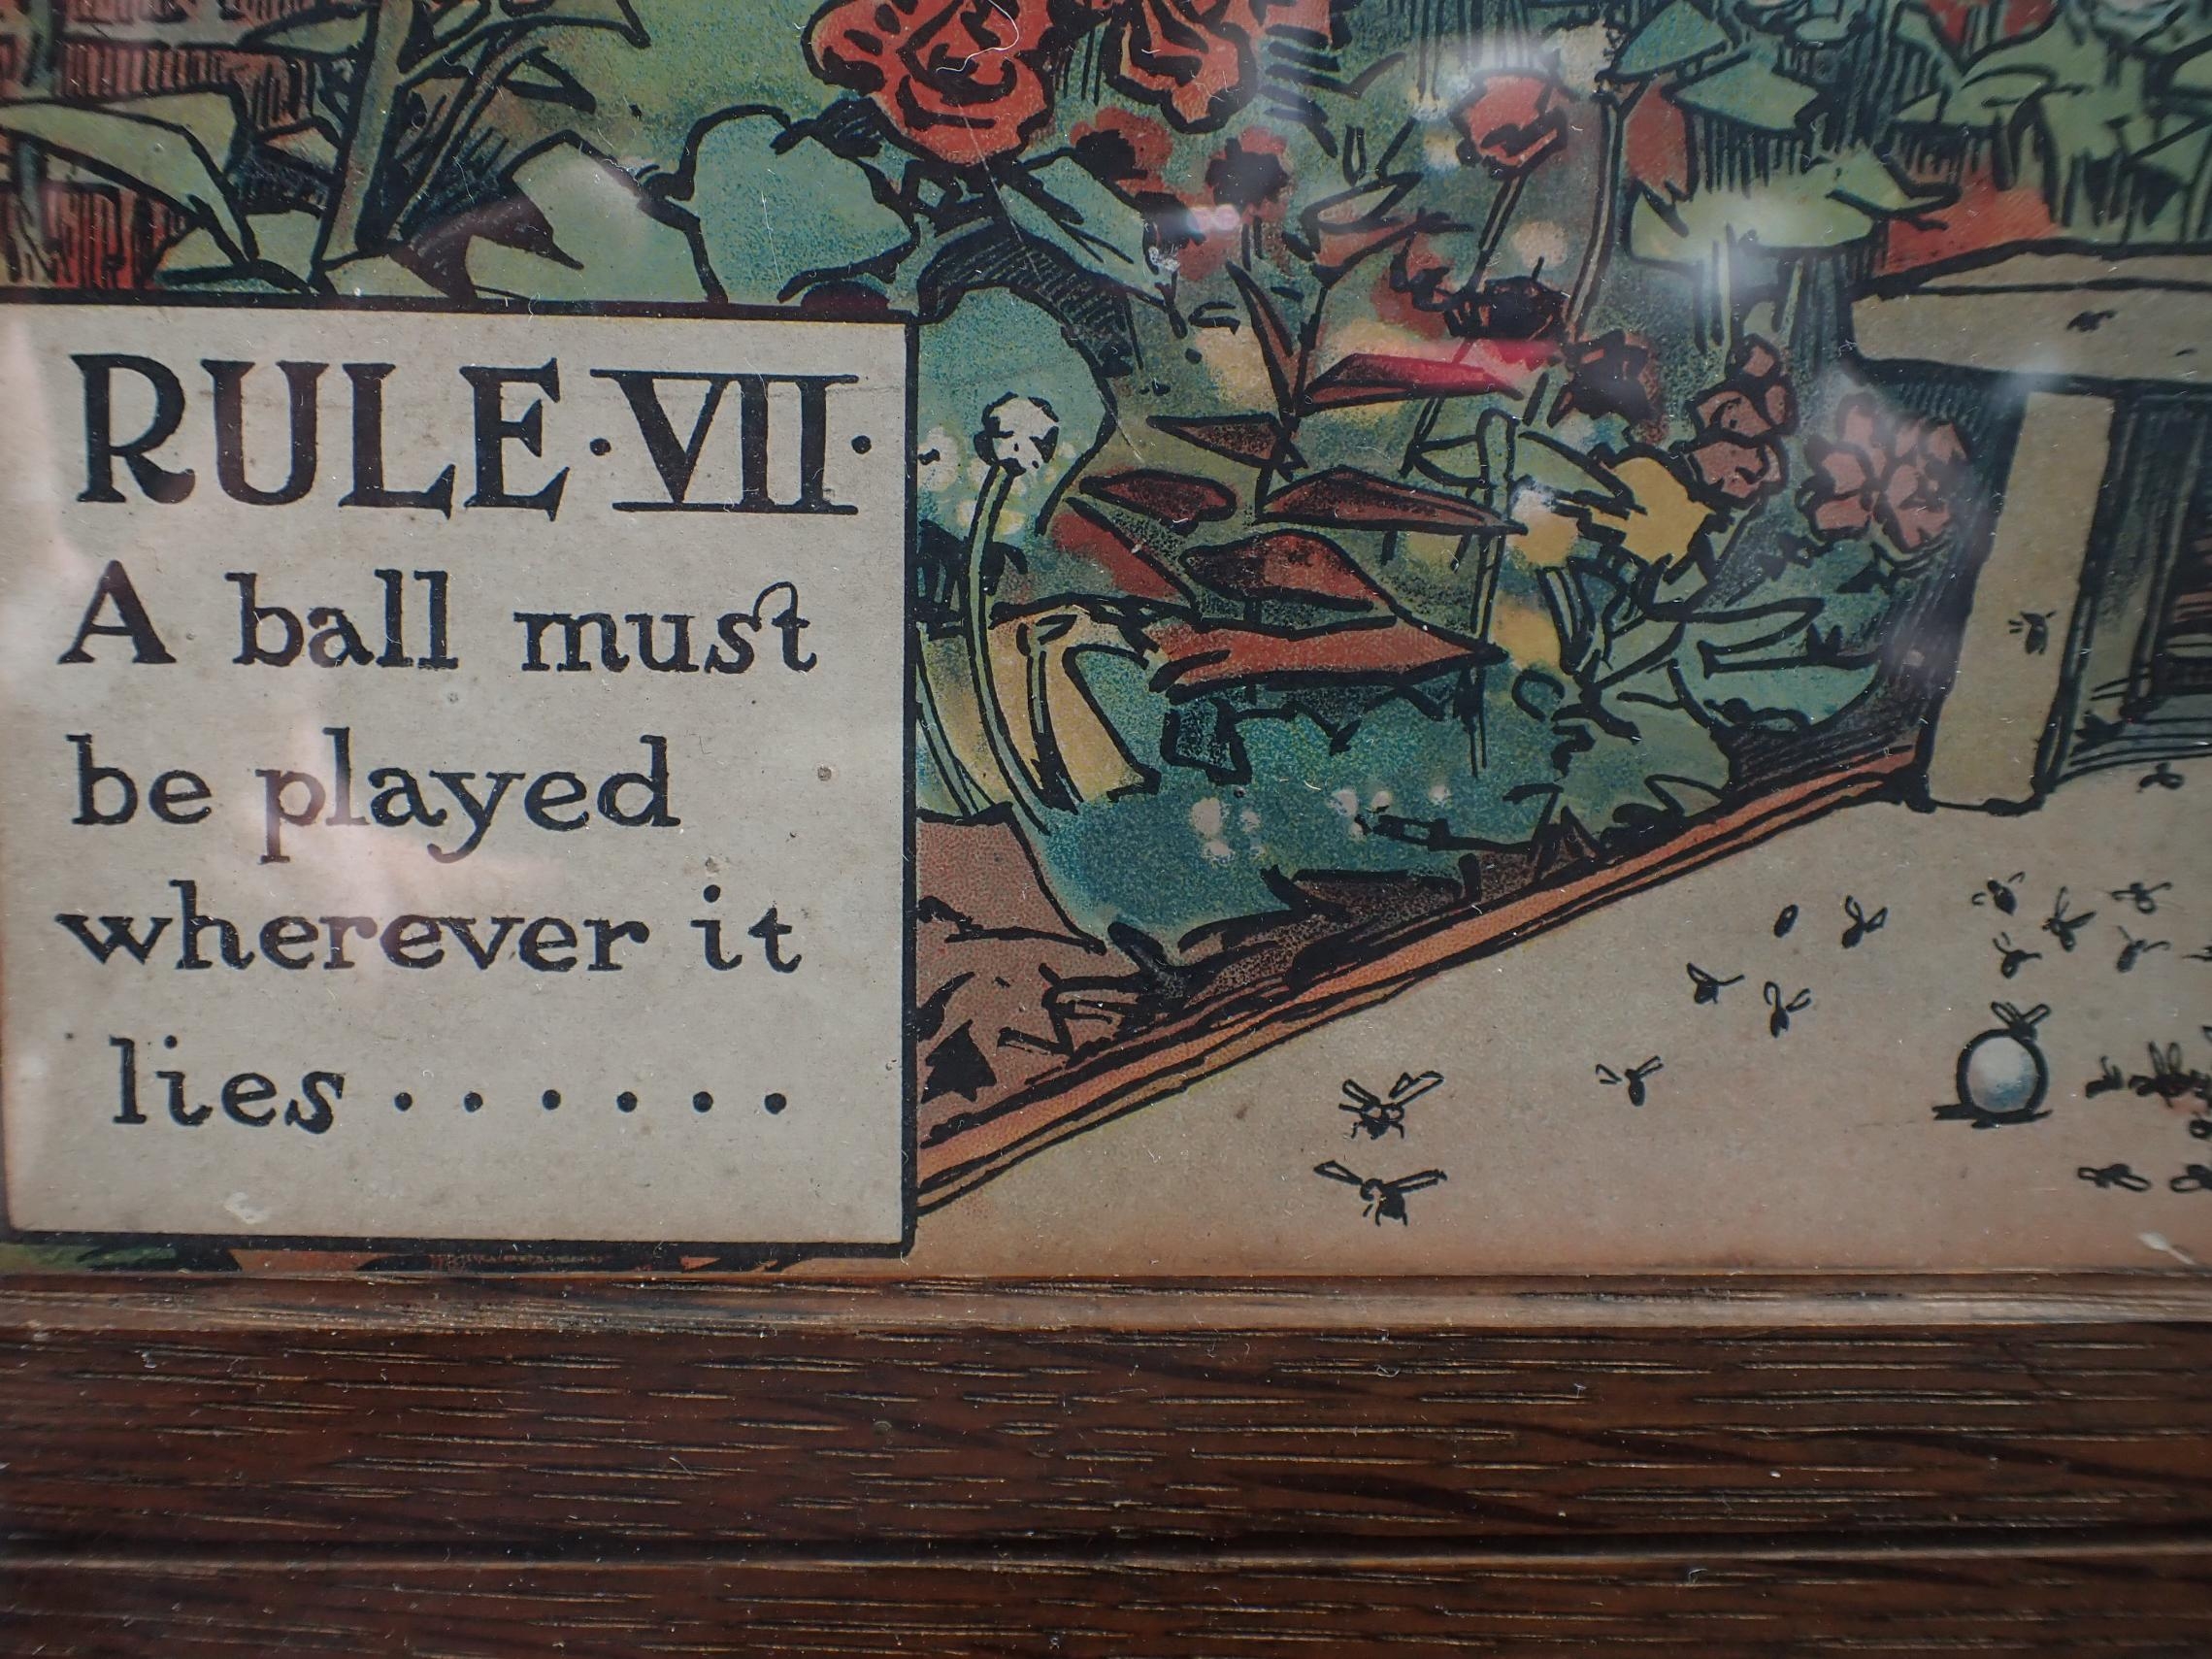 RULE·VII·
A ball must
be played
wherever it
lies......